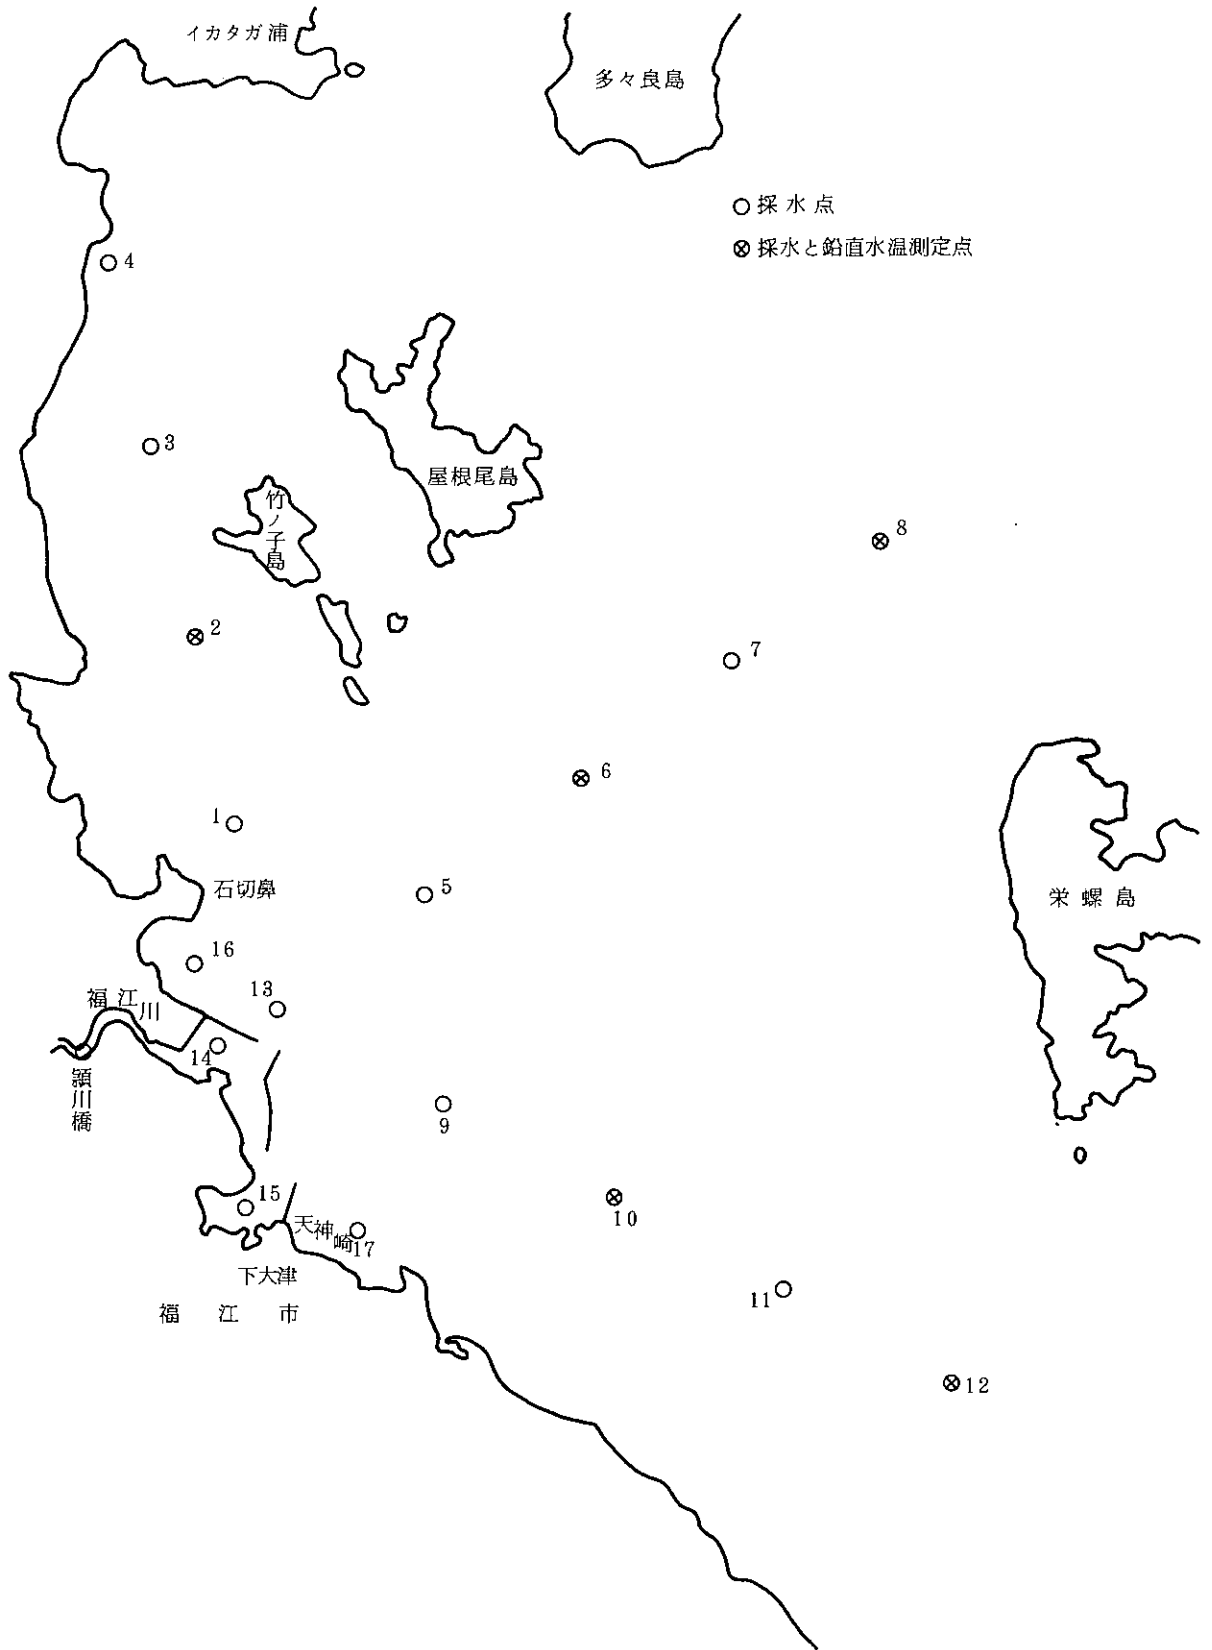 イカタガ浦
多々良島
○ 採水点
⊗ 採水と鉛直水温測定点
4
3
屋根尾島
竹ノ子島
8
2
7
6
1
5
石切鼻
栄螺島
16
13
福江川
14
頴川橋
9
15
10
天神崎
17
下大津
11
福江市
12